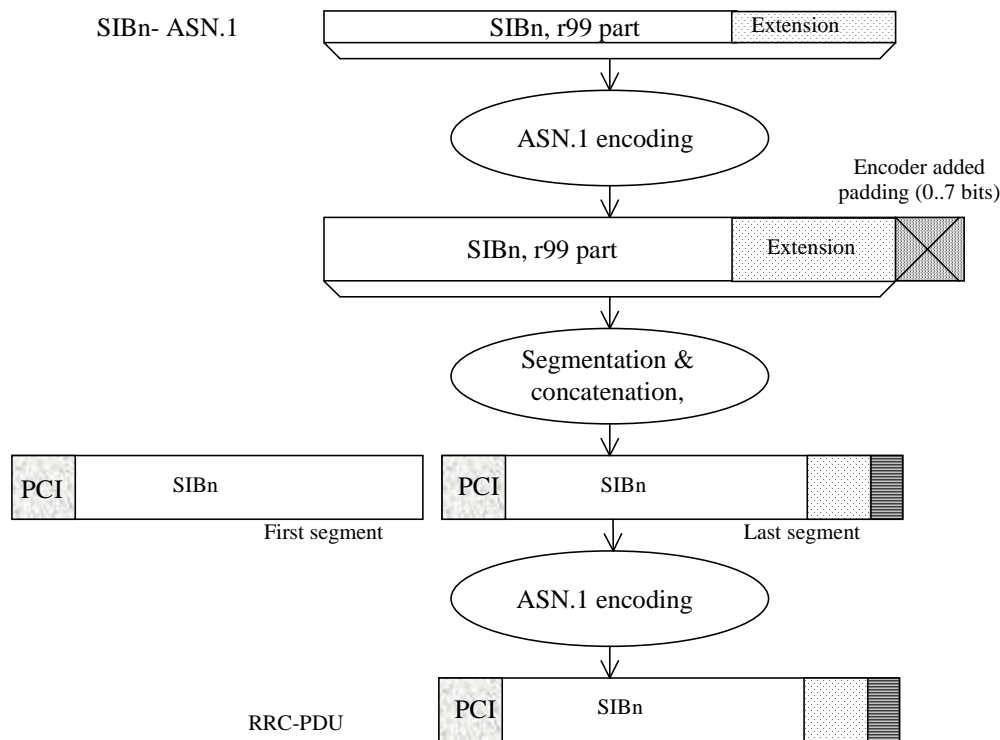 SIBn- ASN.1
SIBn, r99 part
Extension
ASN.1 encoding
Encoder added
padding (0..7 bits)
SIBn, r99 part
Extension
Segmentation &
concatenation,
PCI
SIBn
PCI
SIBn
First segment
Last segment
ASN.1 encoding
PCI
SIBn
RRC-PDU